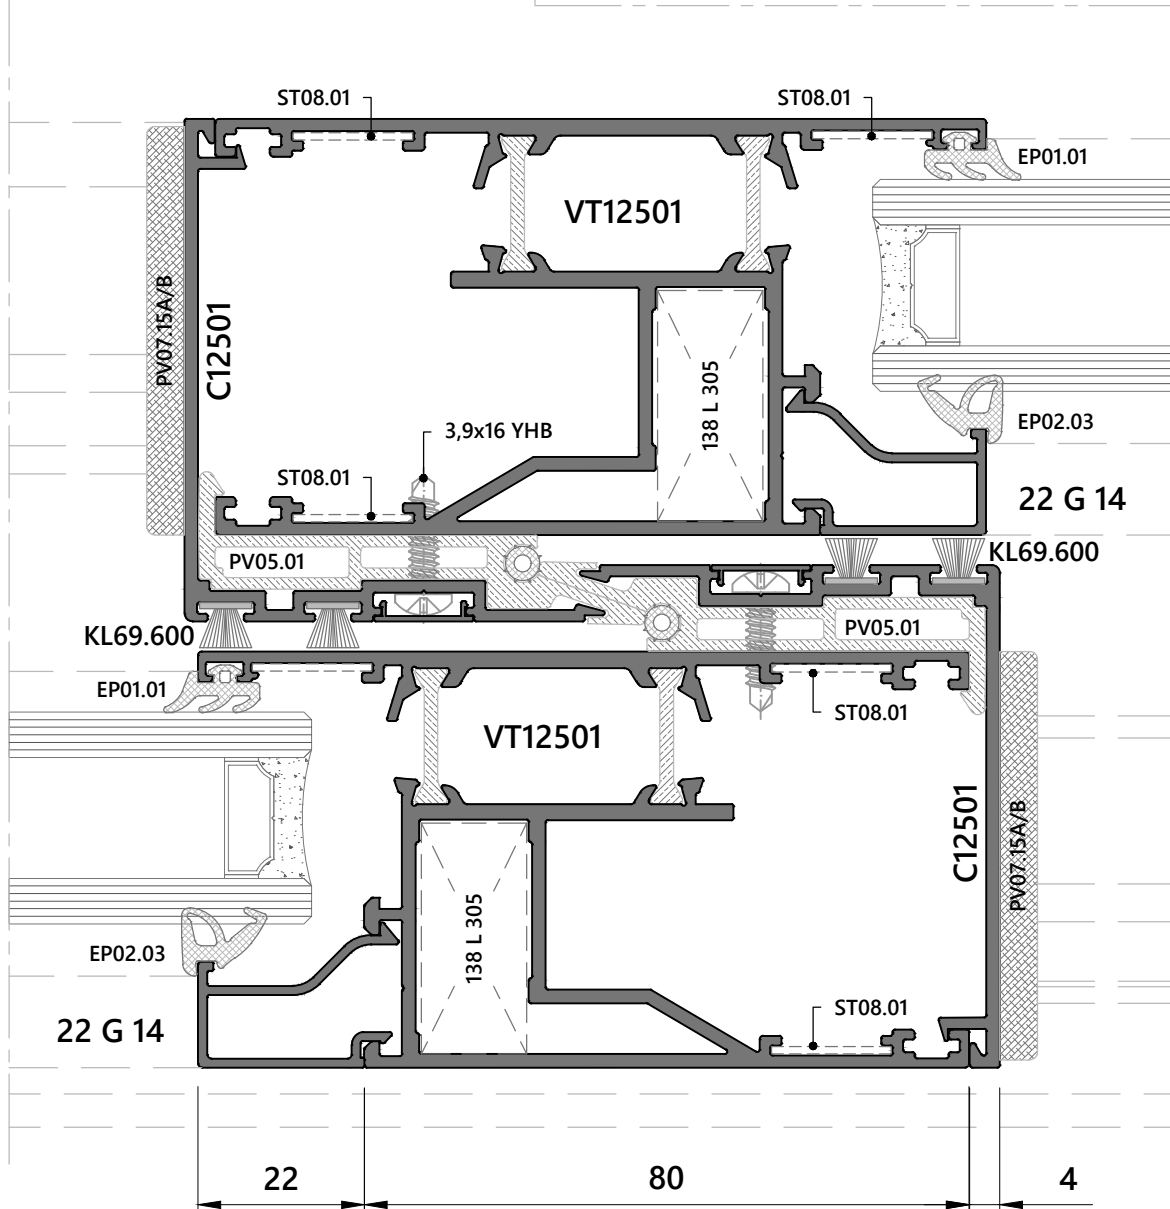 ST08.01
ST08.01
EP01.01
VT12501
PV07.15A/B
C12501
138 L 305
3,9x16 YHB
EP02.03
ST08.01
22 G 14
PV05.01
KL69.600
KL69.600
PV05.01
EP01.01
ST08.01
VT12501
C12501
PV07.15A/B
138 L 305
EP02.03
ST08.01
22 G 14
22
80
4